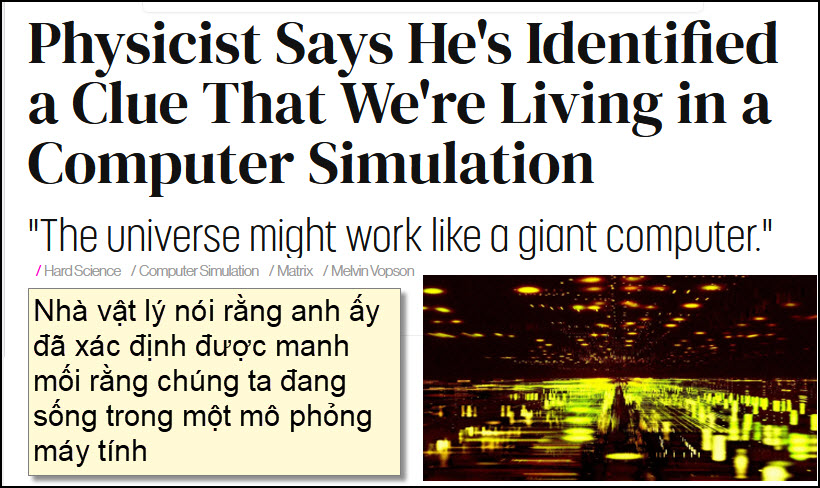 Physicist Says He's Identified
a Clue That We're Living in a
Computer Simulation
"The universe might work like a giant computer."
/ Hard Science / Computer Simulation / Matrix / Melvin Vopson
Nhà vật lý nói rằng anh ấy
đã xác định được manh
mối rằng chúng ta đang
sống trong một mô phỏng
máy tính